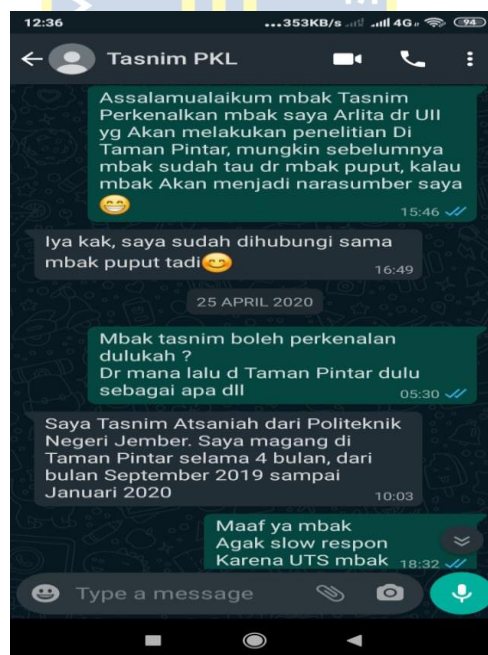 12:36
...353KB/s 4G 94
Tasnim PKL
Assalamualaikum mbak Tasnim
Perkenalkan mbak saya Arlita dr UII
yg Akan melakukan penelitian Di
Taman Pintar, mungkin sebelumnya
mbak sudah tau dr mbak puput, kalau
mbak Akan menjadi narasumber saya
😁
15:46
Iya kak, saya sudah dihubungi sama
mbak puput tadi😊
16:49
25 APRIL 2020
Mbak tasnim boleh perkenalan
dulukah ?
Dr mana lalu d Taman Pintar dulu
sebagai apa dll
05:30
Saya Tasnim Atsaniah dari Politeknik
Negeri Jember. Saya magang di
Taman Pintar selama 4 bulan, dari
bulan September 2019 sampai
Januari 2020
10:03
Maaf ya mbak
Agak slow respon
Karena UTS mbak
18:32
Type a message